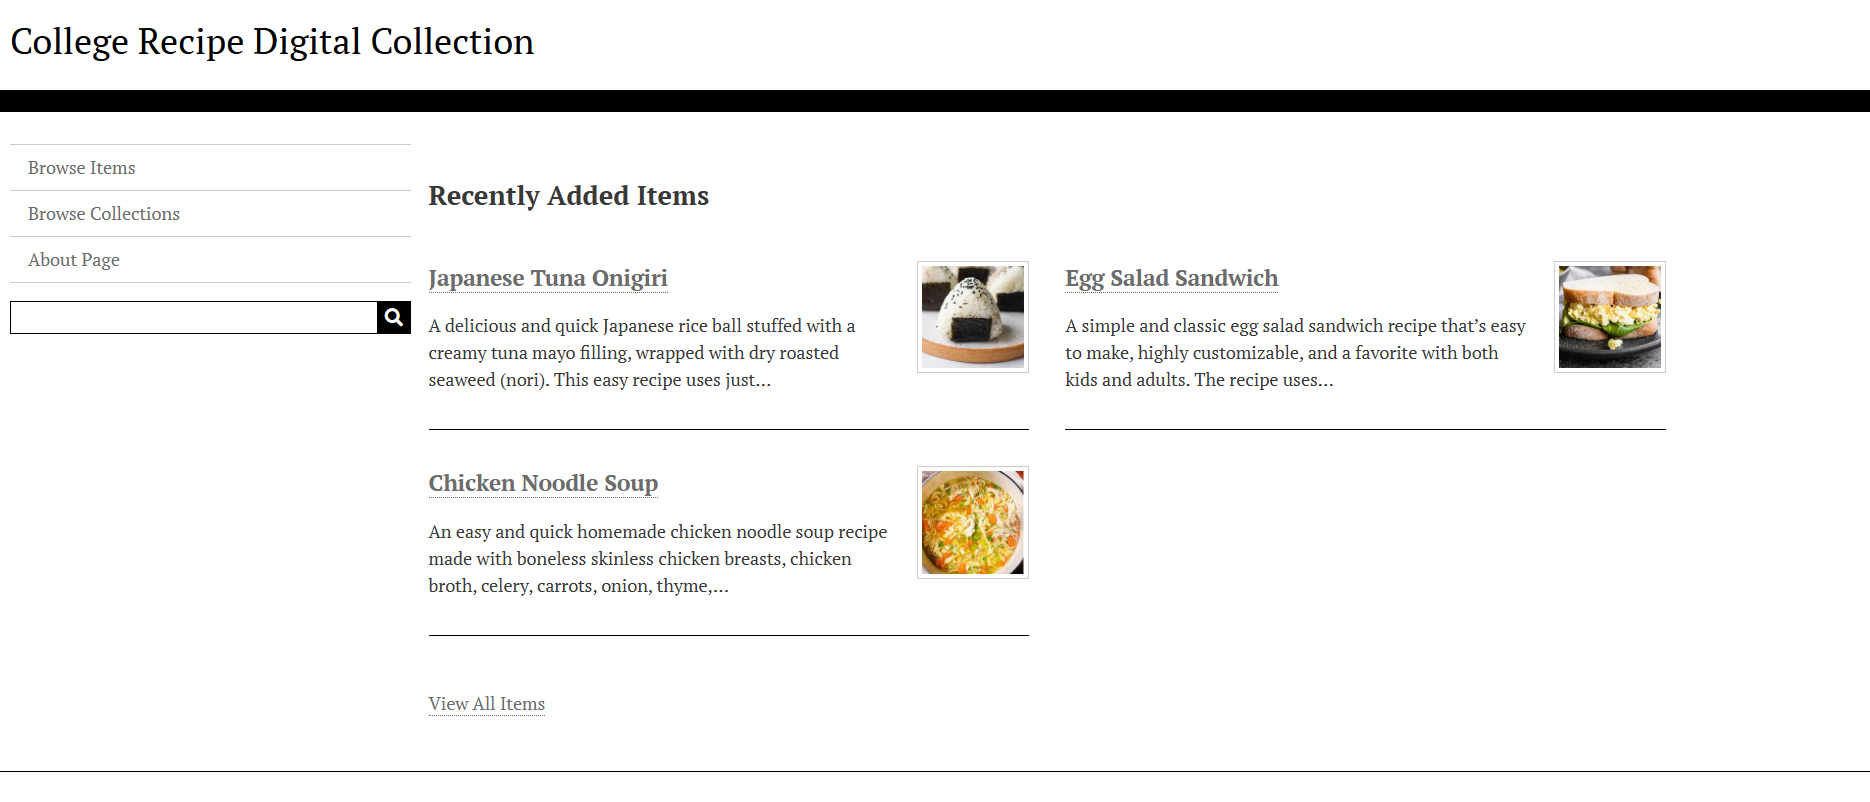 College Recipe Digital Collection
Browse Items
Browse Collections
About Page
Recently Added Items
Japanese Tuna Onigiri
A delicious and quick Japanese rice ball stuffed with a
creamy tuna mayo filling, wrapped with dry roasted
seaweed (nori). This easy recipe uses just…
Egg Salad Sandwich
A simple and classic egg salad sandwich recipe that’s easy
to make, highly customizable, and a favorite with both
kids and adults. The recipe uses…
Chicken Noodle Soup
An easy and quick homemade chicken noodle soup recipe
made with boneless skinless chicken breasts, chicken
broth, celery, carrots, onion, thyme,…
View All Items